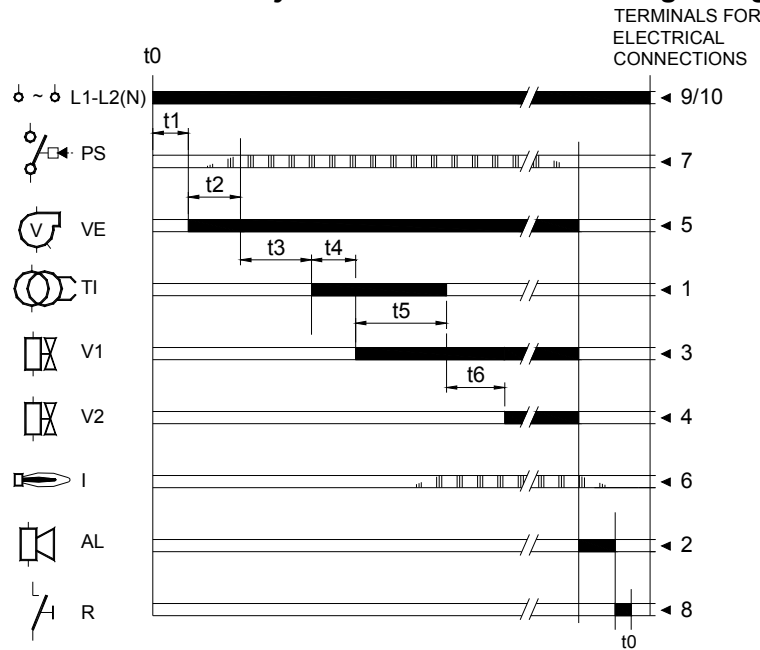 TERMINALS FOR
ELECTRICAL
CONNECTIONS
t0
L1-L2(N) 9/10
t1
PS 7
t2
V VE 5
t3 t4
TI 1
t5
V1 3
t6
V2 4
I 6
AL 2
L
R 8
t0